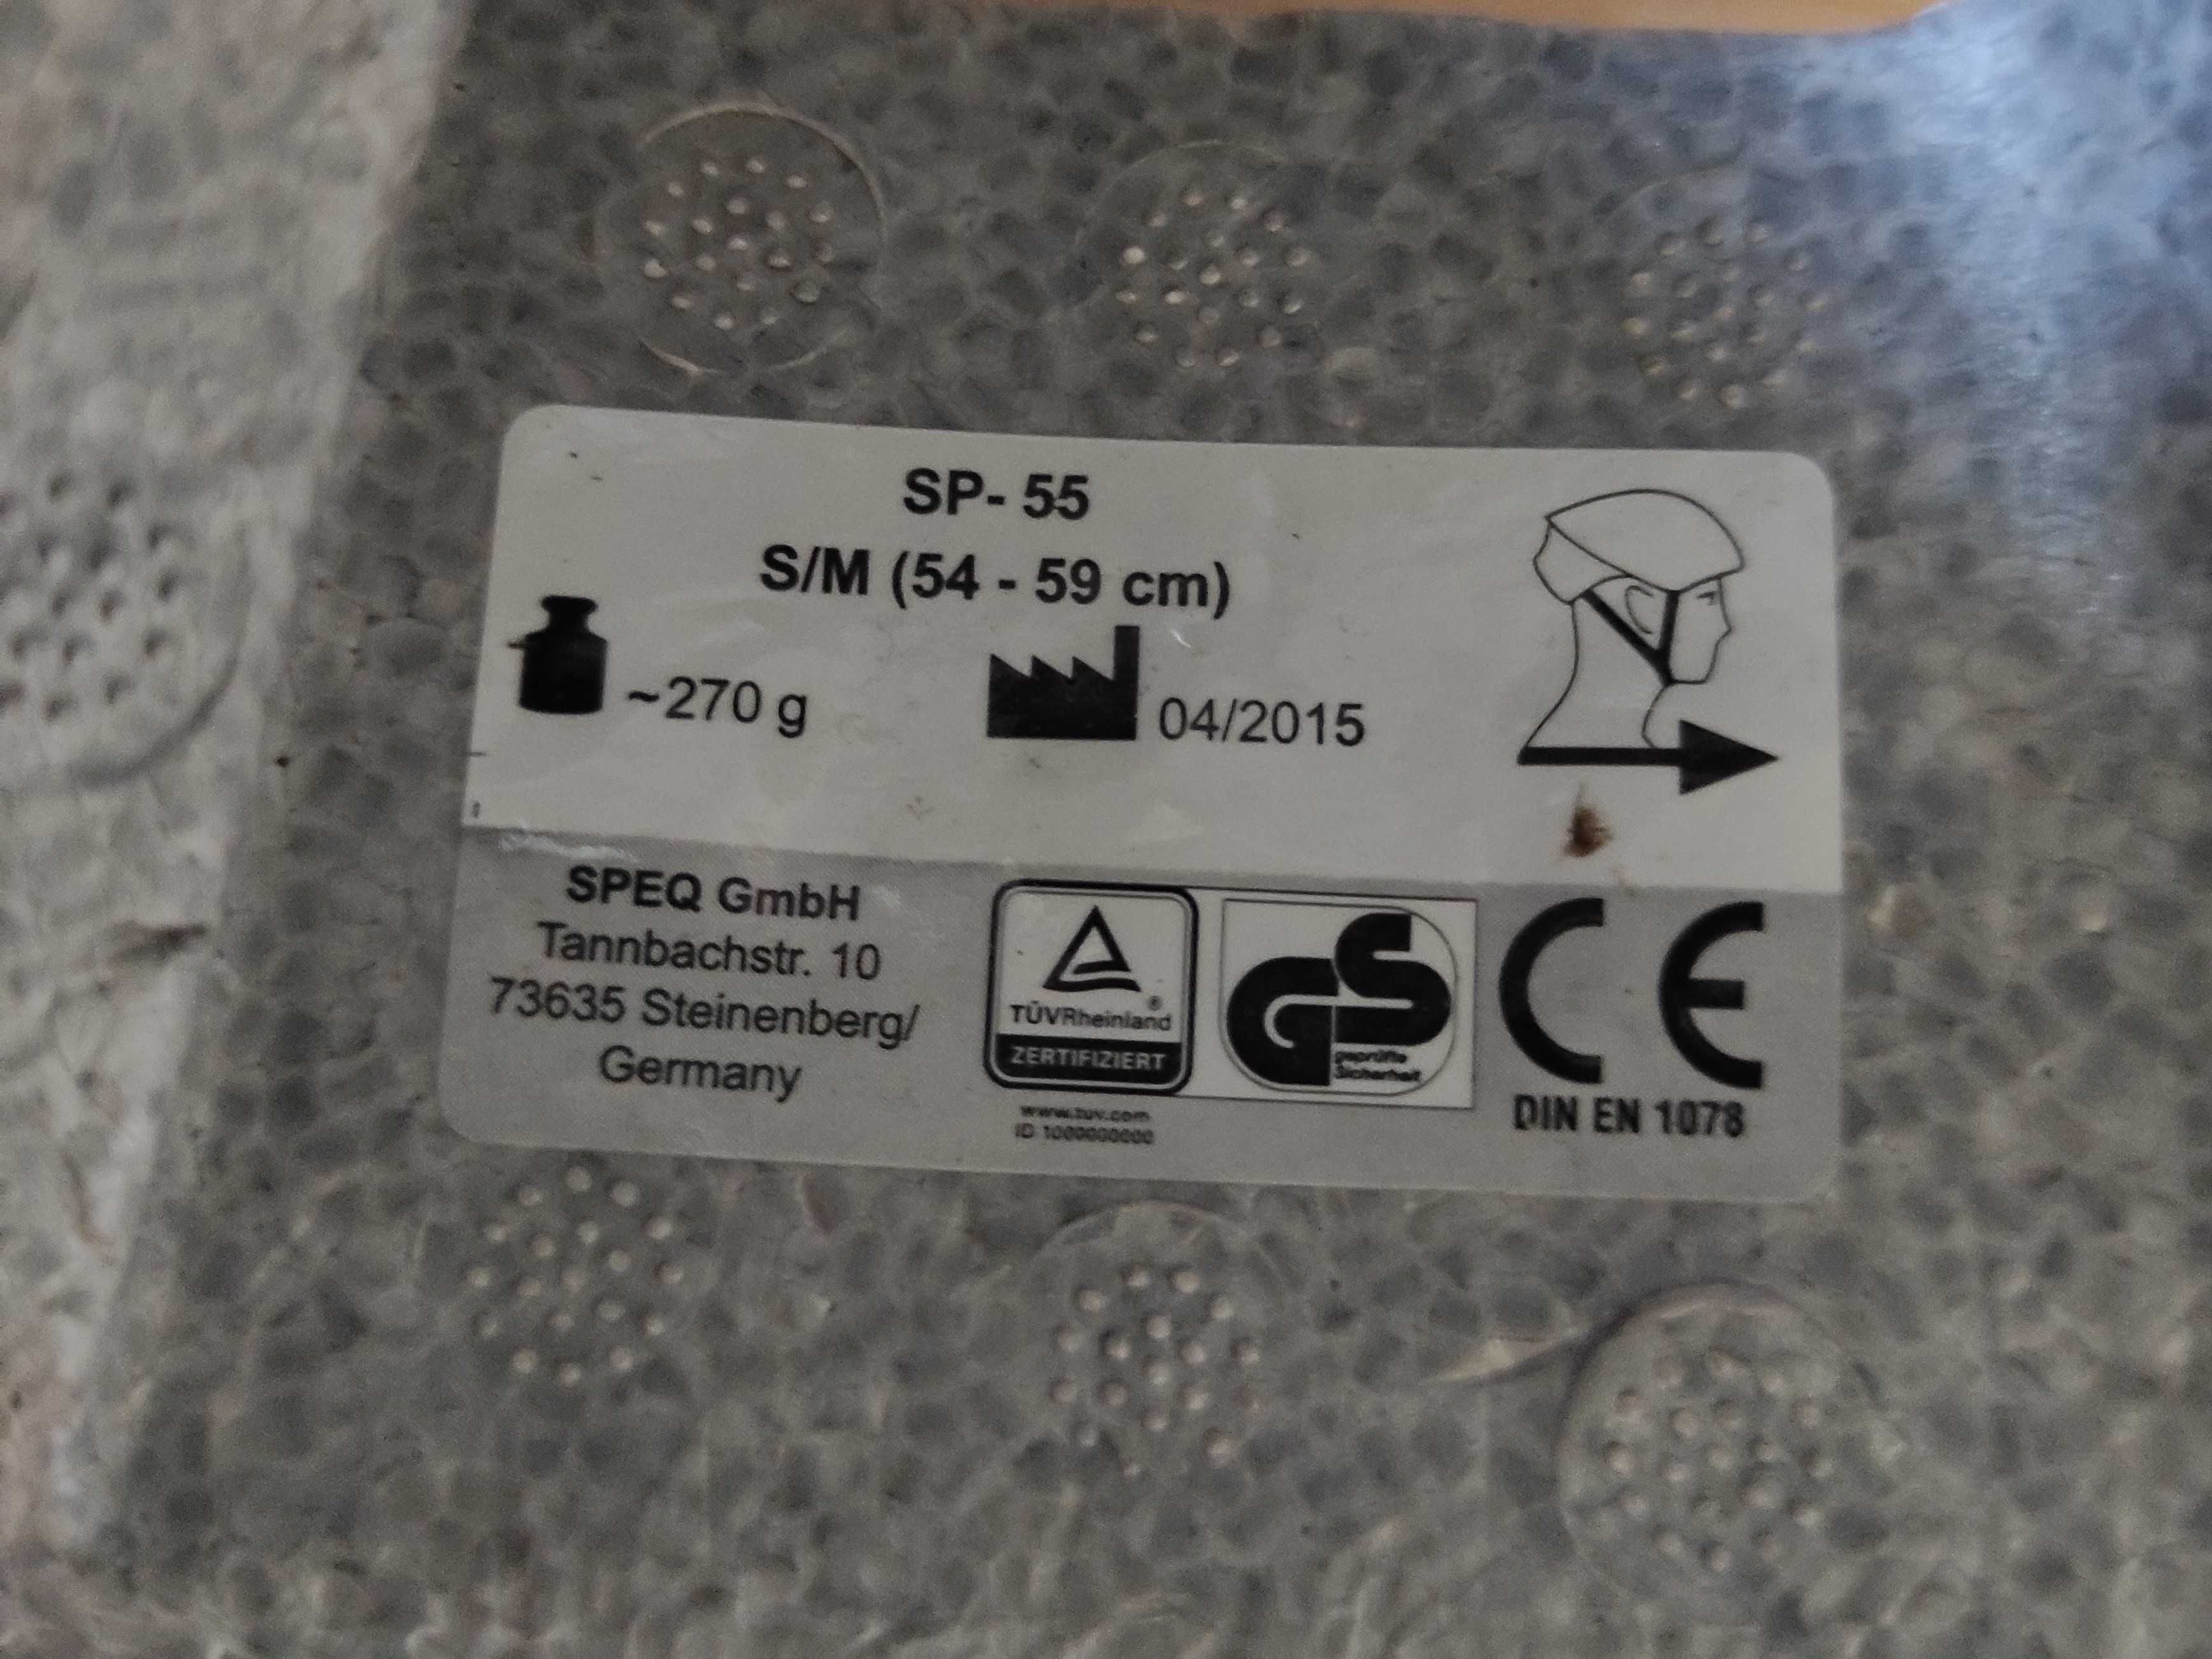 SP- 55
S/M (54 - 59 cm)
~270 g
04/2015
SPEQ GmbH
Tannbachstr. 10
73635 Steinenberg/
Germany
TÜVRheinland®
ZERTIFIZIERT
www.tuv.com
ID 1000000000
GS
geprüfte
Sicherheit
CE
DIN EN 1078